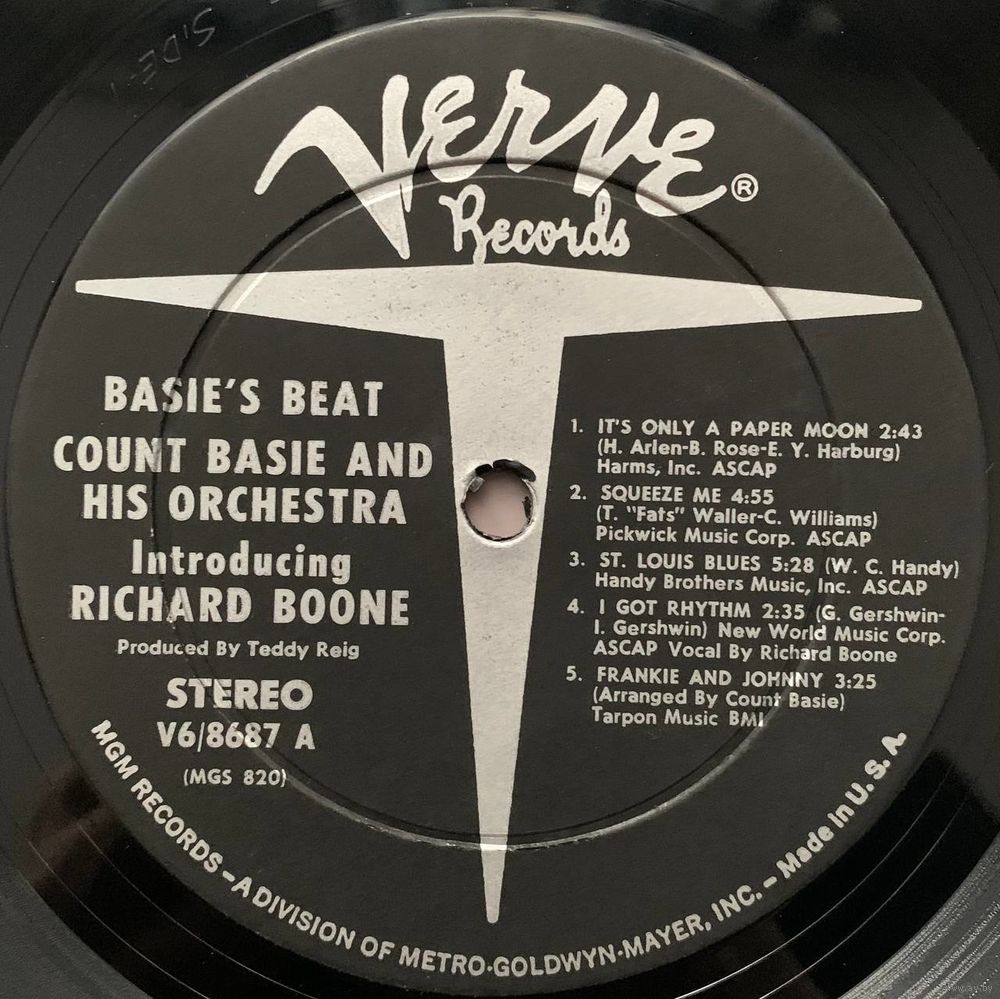 SIDE-1
Verve®
Records
BASIE'S BEAT
COUNT BASIE AND
HIS ORCHESTRA
Introducing
RICHARD BOONE
Produced By Teddy Reig
STEREO
V6/8687 A
(MGS 820)
1. IT'S ONLY A PAPER MOON 2:43
(H. Arlen-B. Rose-E. Y. Harburg)
Harms, Inc. ASCAP
2. SQUEEZE ME 4:55
(T. "Fats" Waller-C. Williams)
Pickwick Music Corp. ASCAP
3. ST. LOUIS BLUES 5:28 (W. C. Handy)
Handy Brothers Music, Inc. ASCAP
4. I GOT RHYTHM 2:35 (G. Gershwin-
I. Gershwin) New World Music Corp.
ASCAP Vocal By Richard Boone
5. FRANKIE AND JOHNNY 3:25
(Arranged By Count Basie)
Tarpon Music BMI
MGM RECORDS – A DIVISION OF METRO-GOLDWYN-MAYER, INC. – Made in U. S. A.